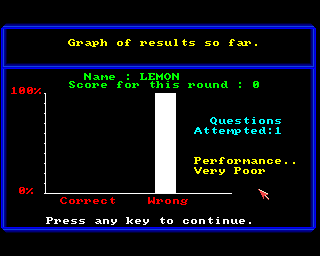 Graph of results so far.
Name : LEMON
Score for this round : 0
100%
Questions
Attempted:1
Performance..
Very Poor
0%
Correct Wrong
Press any key to continue.